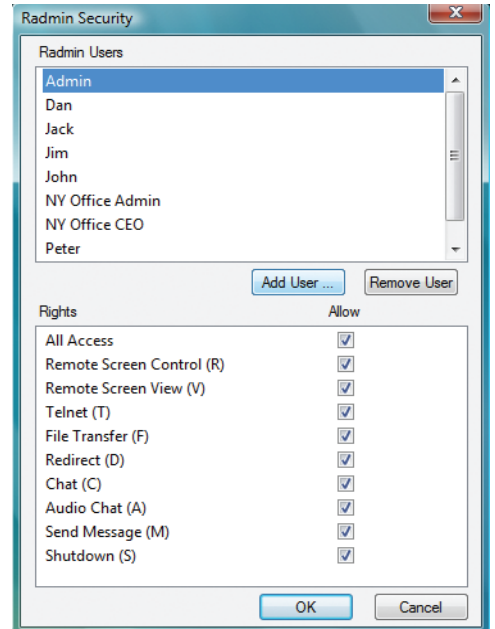 Radmin Security
Radmin Users
Admin
Dan
Jack
Jim
John
NY Office Admin
NY Office CEO
Peter
Add User ... Remove User
Rights Allow
All Access
Remote Screen Control (R)
Remote Screen View (V)
Telnet (T)
File Transfer (F)
Redirect (D)
Chat (C)
Audio Chat (A)
Send Message (M)
Shutdown (S)
OK Cancel